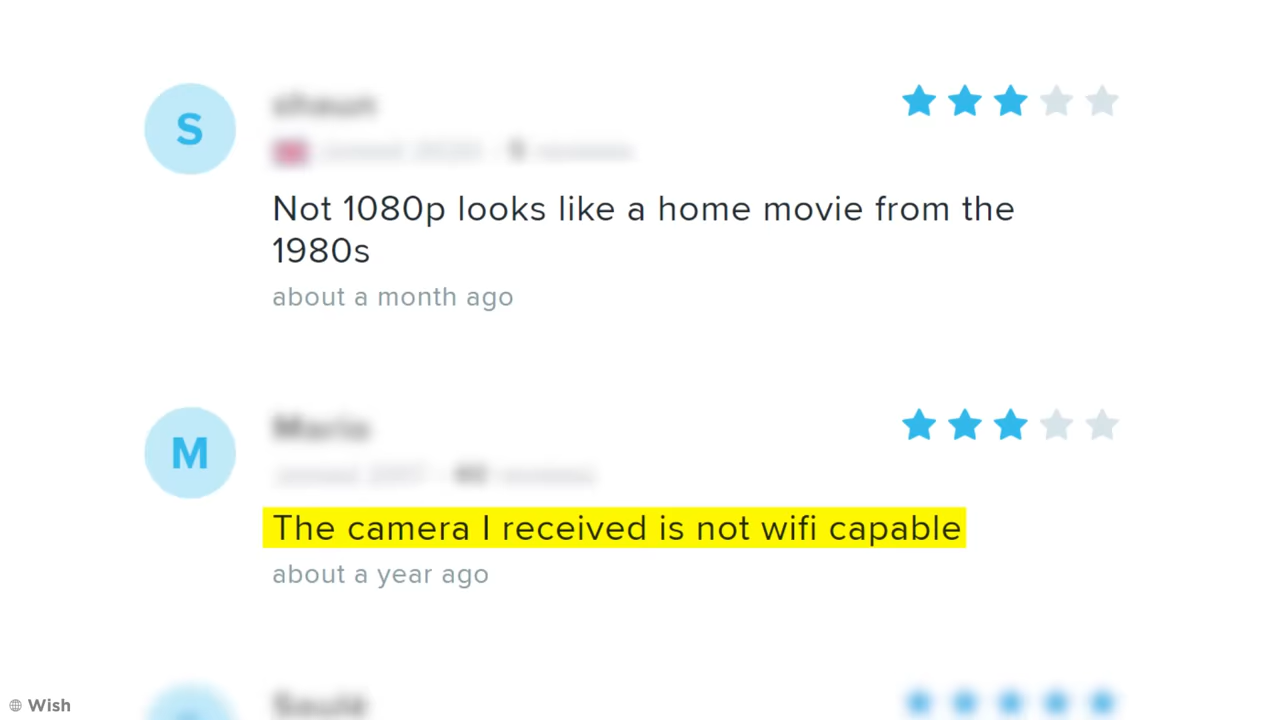 S
Not 1080p looks like a home movie from the
1980s
about a month ago
M
The camera I received is not wifi capable
about a year ago
Wish